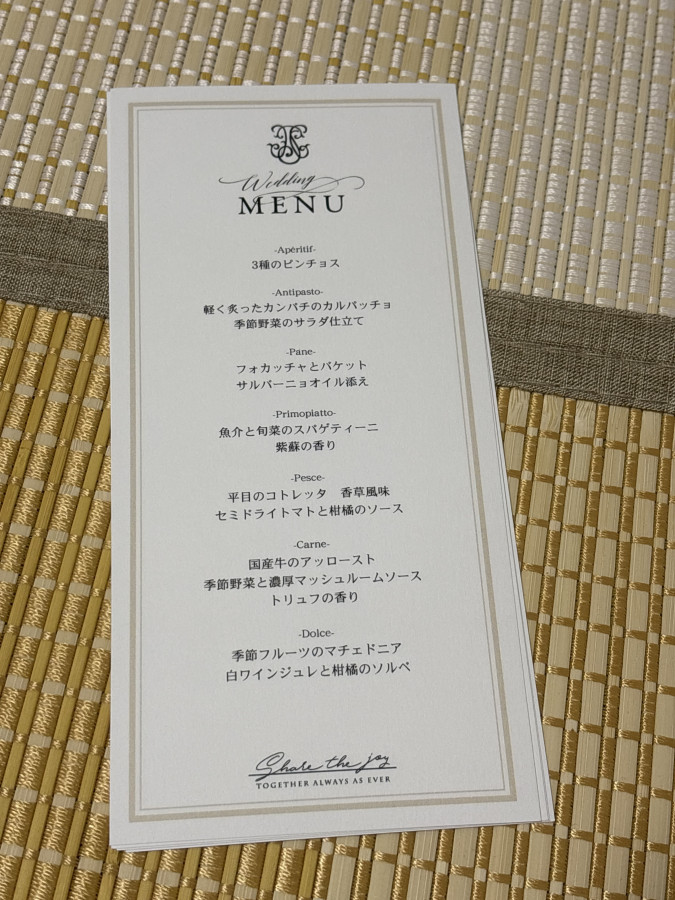 Wedding
MENU
-Apéritif-
3種のピンチョス
-Antipasto-
軽く炙ったカンパチのカルパッチョ
季節野菜のサラダ仕立て
-Pane-
フォカッチャとバケット
サルバーニョオイル添え
-Primopiatto-
魚介と旬菜のスパゲティーニ
紫蘇の香り
-Pesce-
平目のコトレッタ　香草風味
セミドライトマトと柑橘のソース
-Carne-
国産牛のアッロースト
季節野菜と濃厚マッシュルームソース
トリュフの香り
-Dolce-
季節フルーツのマチェドニア
白ワインジュレと柑橘のソルベ
Share the joy
TOGETHER ALWAYS AS EVER